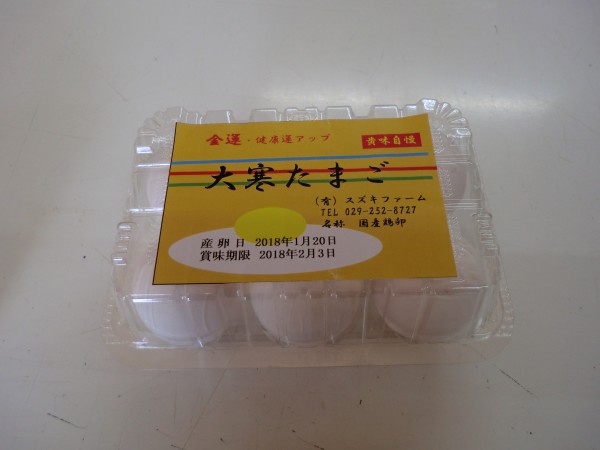 金運・健康運アップ
黄味自慢
大寒たまご
(有) スズキファーム
TEL 029-232-8727
名称 国産鶏卵
産卵日 2018年1月20日
賞味期限 2018年2月3日